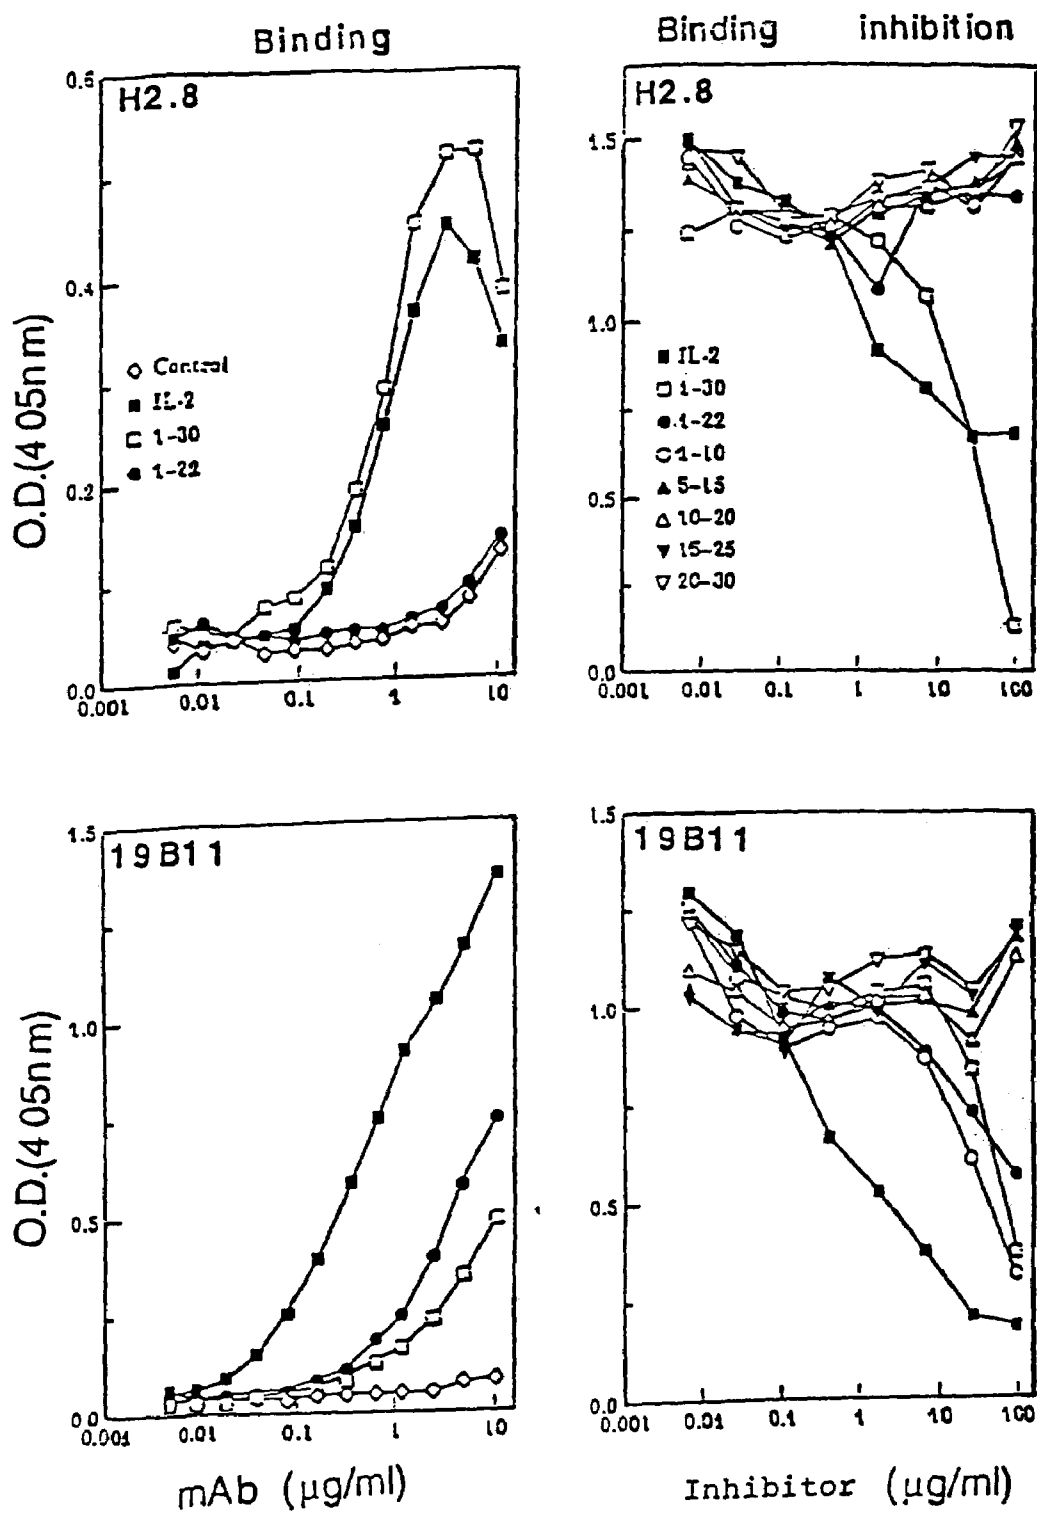 Binding
Binding inhibition
H2.8
0.6
0.4
0.2
0.0
0.001 0.01 0.1 1 10
O.D.(405nm)
Control
IL-2
1-30
1-22
H2.8
1.5
1.0
0.5
0.0
0.001 0.01 0.1 1 10 100
IL-2
1-30
1-22
1-10
5-15
10-20
15-25
20-30
19B11
1.5
1.0
0.5
0.0
0.001 0.01 0.1 1 10
O.D.(405nm)
mAb (µg/ml)
19B11
1.5
1.0
0.5
0.0
0.001 0.01 0.1 1 10 100
Inhibitor (µg/ml)